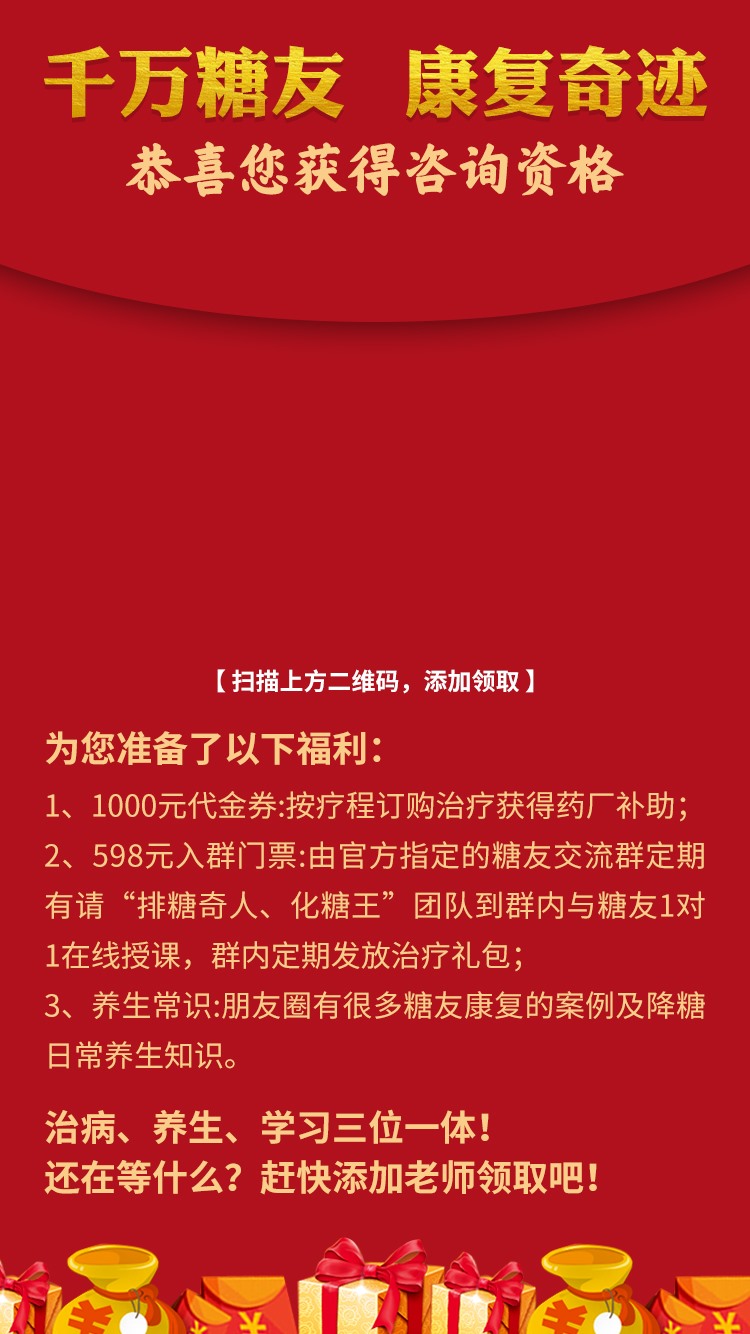 千万糖友 康复奇迹
恭喜您获得咨询资格
【 扫描上方二维码，添加领取 】
为您准备了以下福利：
1、1000元代金券:按疗程订购治疗获得药厂补助；
2、598元入群门票:由官方指定的糖友交流群定期
有请“排糖奇人、化糖王”团队到群内与糖友1对
1在线授课，群内定期发放治疗礼包；
3、养生常识:朋友圈有很多糖友康复的案例及降糖
日常养生知识。
治病、养生、学习三位一体！
还在等什么？赶快添加老师领取吧！